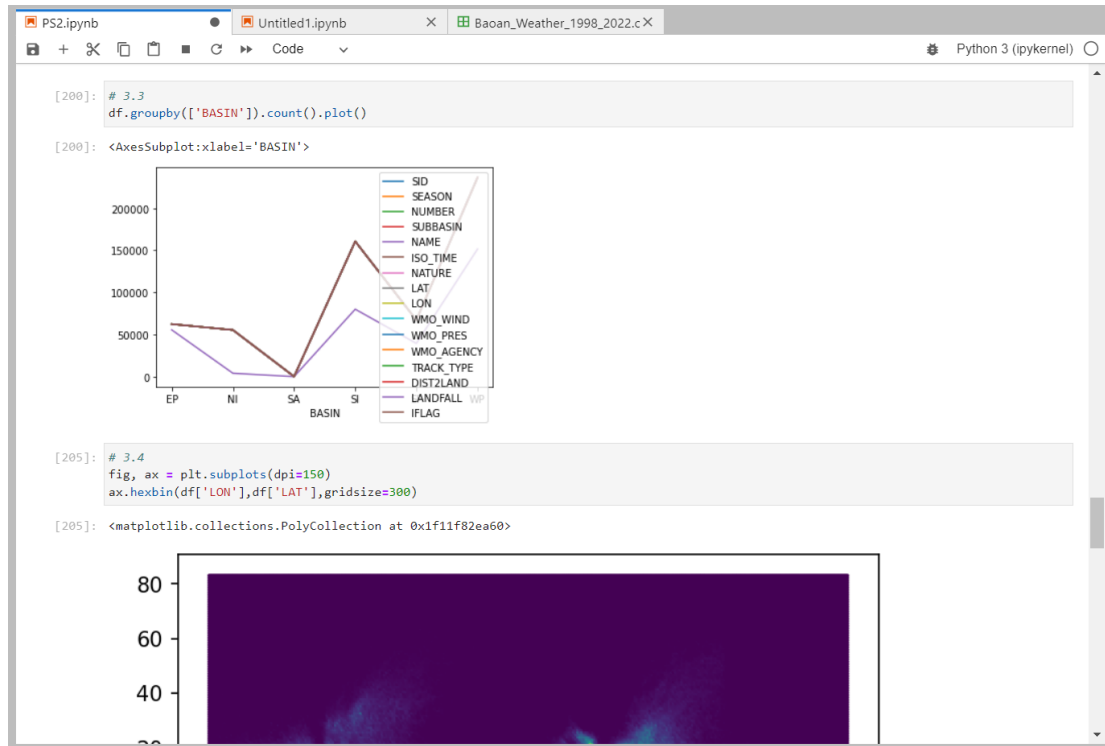 PS2.ipynb
Untitled1.ipynb
Baoan_Weather_1998_2022.c
Code
Python 3 (ipykernel)
[200]: # 3.3
df.groupby(['BASIN']).count().plot()
[200]: <AxesSubplot:xlabel='BASIN'>
SID
SEASON
NUMBER
SUBBASIN
NAME
ISO_TIME
NATURE
LAT
LON
WMO_WIND
WMO_PRES
WMO_AGENCY
TRACK_TYPE
DIST2LAND
LANDFALL
IFLAG
200000
150000
100000
50000
0
EP NI SA SI WP
BASIN
[205]: # 3.4
fig, ax = plt.subplots(dpi=150)
ax.hexbin(df['LON'],df['LAT'],gridsize=300)
[205]: <matplotlib.collections.PolyCollection at 0x1f11f82ea60>
80
60
40
20